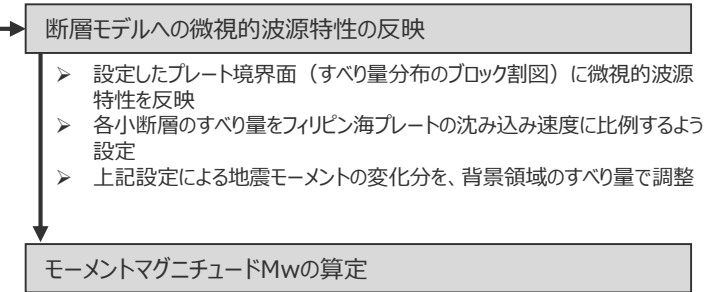 断層モデルへの微視的波源特性の反映
➢ 設定したプレート境界面（すべり量分布のブロック割図）に微視的波源
特性を反映
➢ 各小断層のすべり量をフィリピン海プレートの沈み込み速度に比例するよう
設定
➢ 上記設定による地震モーメントの変化分を、背景領域のすべり量で調整
モーメントマグニチュードMwの算定